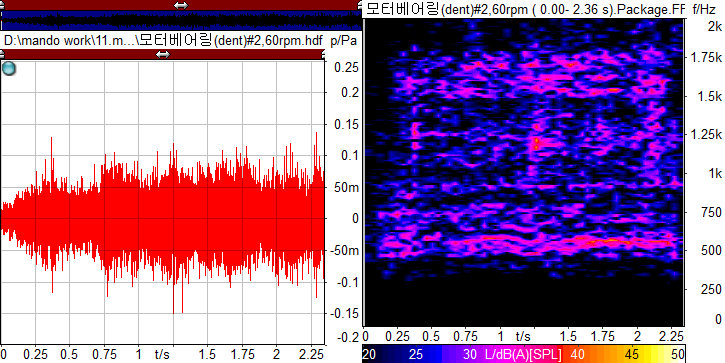 D:\mando work\11.m...\모터베어링(dent)#2,60rpm.hdf p/Pa
0.25
0.2
0.15
0.1
50m
0
-50m
-0.1
-0.15
-0.2
0 0.25 0.5 0.75 1 t/s 1.5 1.75 2 2.25
모터베어링(dent)#2,60rpm ( 0.00- 2.36 s).Package.FF f/Hz
2k
1.75k
1.5k
1.25k
1k
750
500
250
0
0 0.25 0.5 0.75 1 t/s 1.5 1.75 2 2.25
20 25 30 L/dB(A)[SPL] 40 45 50